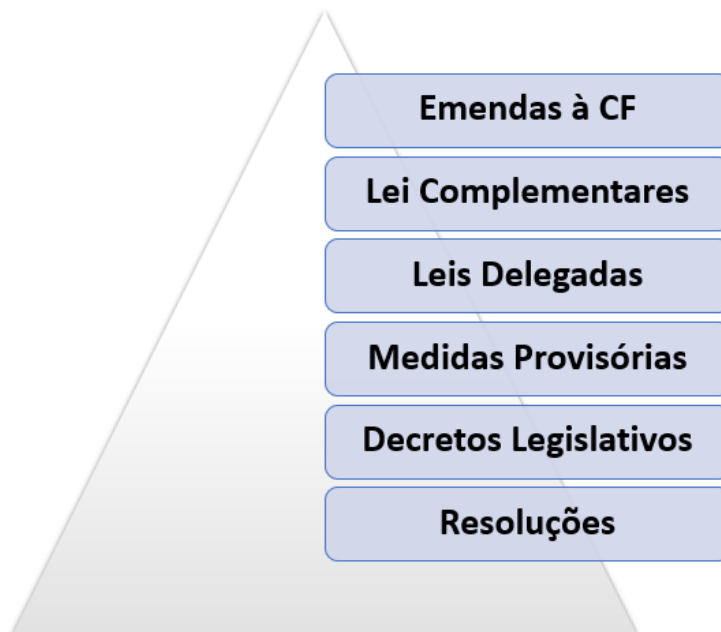 Emendas à CF
Lei Complementares
Leis Delegadas
Medidas Provisórias
Decretos Legislativos
Resoluções